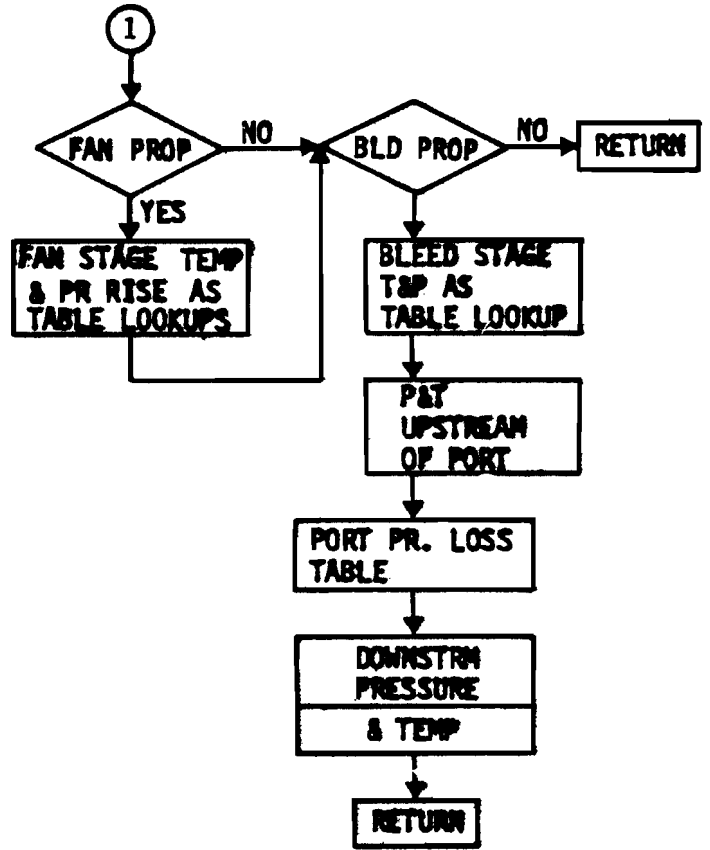 1
FAN PROP
NO
BLD PROP
NO
RETURN
YES
FAN STAGE TEMP
& PR RISE AS
TABLE LOOKUPS
BLEED STAGE
T&P AS
TABLE LOOKUP
P&T
UPSTREAM
OF PORT
PORT PR. LOSS
TABLE
DOWNSTRM
PRESSURE
& TEMP
RETURN